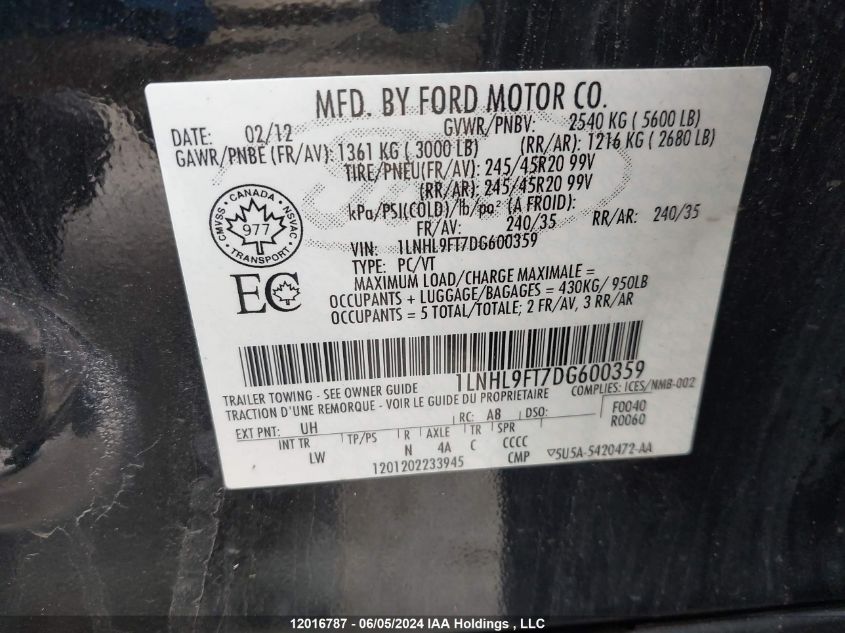 MFD. BY FORD MOTOR CO.
DATE: 02/12 GVWR/PNBV: 2540 KG ( 5600 LB)
GAWR/PNBE (FR/AV): 1361 KG ( 3000 LB) (RR/AR): 1216 KG ( 2680 LB)
TIRE/PNEU(FR/AV): 245/45R20 99V
(RR/AR): 245/45R20 99V
kPa/PSI(COLD)/lb/po² (A FROID):
FR/AV: 240/35 RR/AR: 240/35
VIN: 1LNHL9FT7DG600359
TYPE: PC/VT
MAXIMUM LOAD/CHARGE MAXIMALE =
OCCUPANTS + LUGGAGE/BAGAGES = 430KG/ 950LB
OCCUPANTS = 5 TOTAL/TOTALE; 2 FR/AV, 3 RR/AR
CANADA
CMVSS 977 NSVAC
TRANSPORT
EC
1LNHL9FT7DG600359
TRAILER TOWING - SEE OWNER GUIDE COMPLIES: ICES/NMB-002
TRACTION D'UNE REMORQUE - VOIR LE GUIDE DU PROPRIETAIRE
EXT PNT: UH RC: AB DSO: F0040
R0060
INT TR TP/PS R AXLE TR SPR
LW N 4A C CCCC
1201202233945 CMP ▽5U5A-5420472-AA
12016787 - 06/05/2024 IAA Holdings , LLC